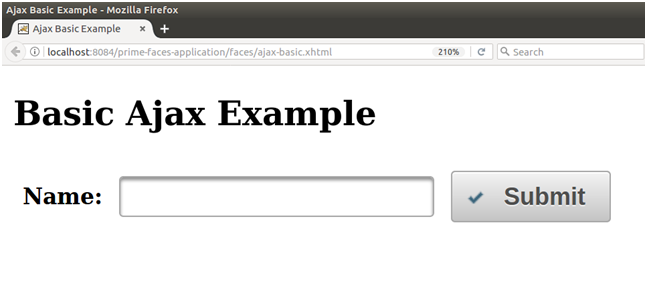 Ajax Basic Example - Mozilla Firefox
Ajax Basic Example × +
localhost:8084/prime-faces-application/faces/ajax-basic.xhtml 210% Search
Basic Ajax Example
Name: Submit